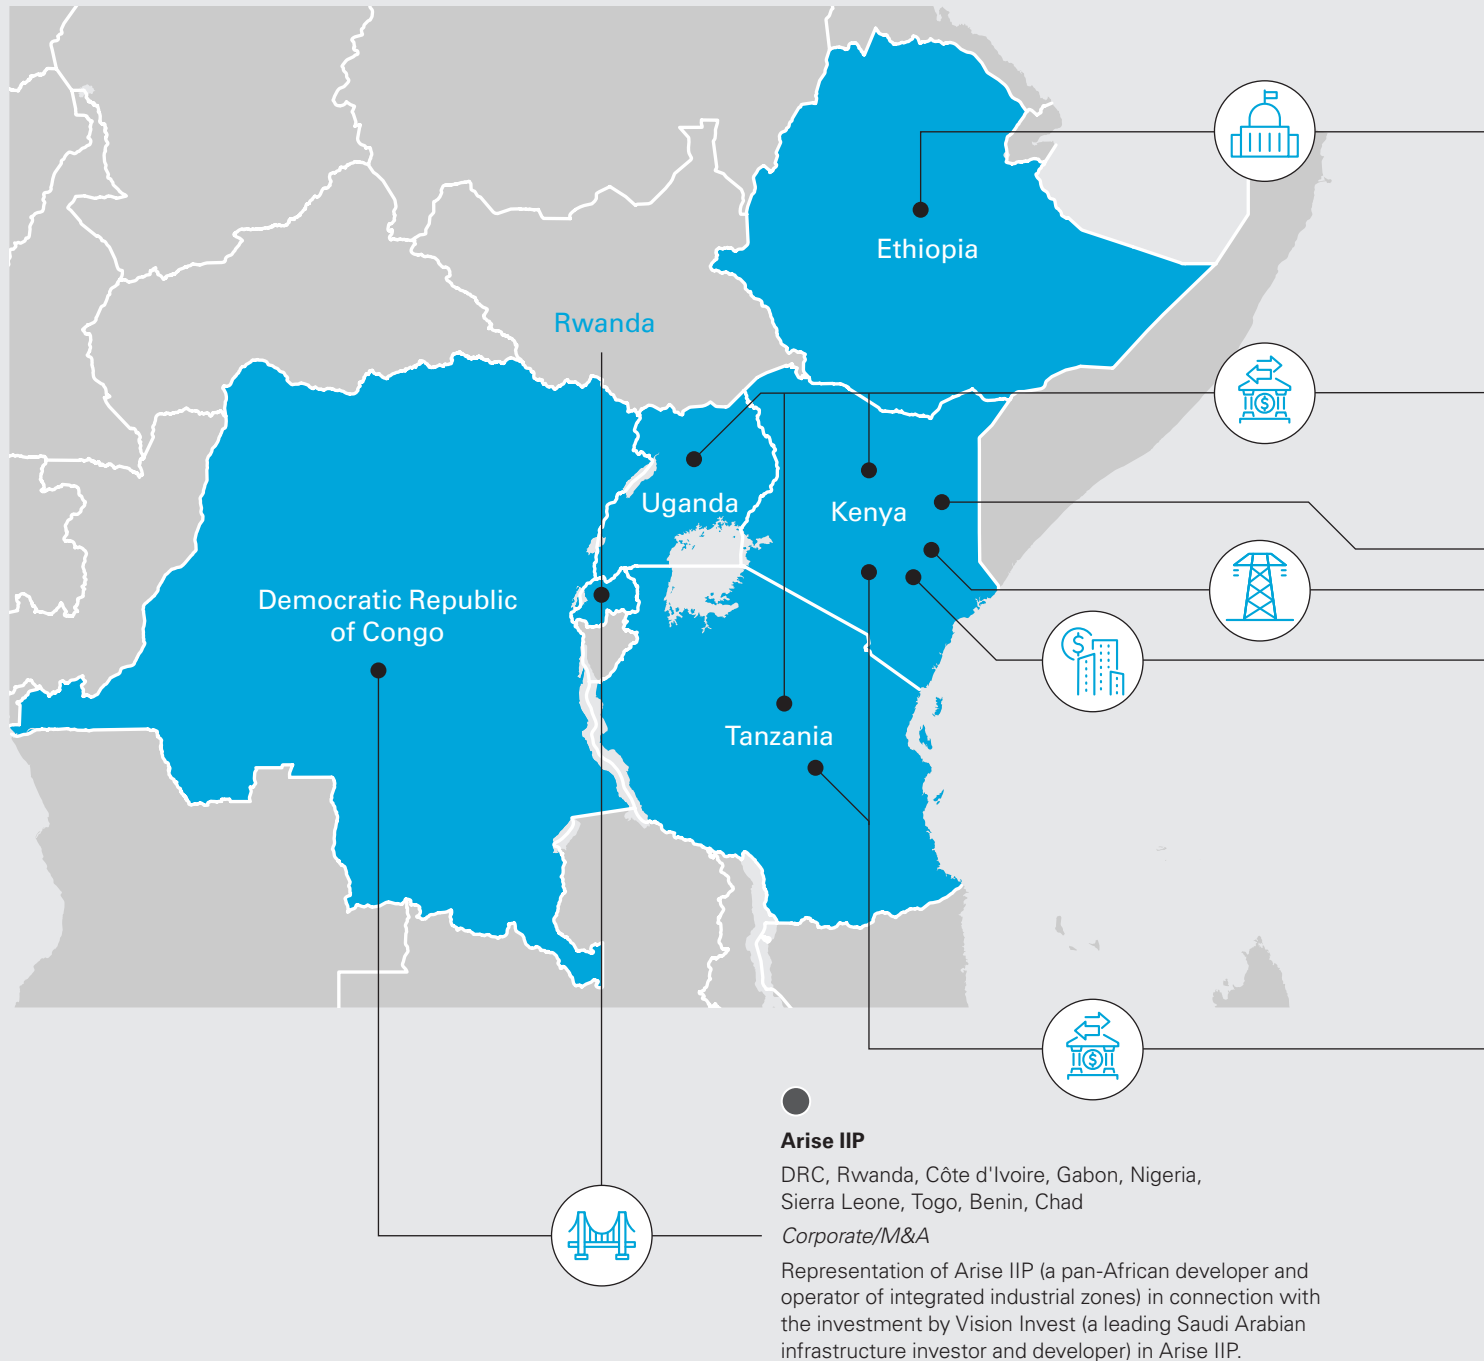 Ethiopia
Rwanda
Uganda
Kenya
Democratic Republic
of Congo
Tanzania
Arise IIP
DRC, Rwanda, Côte d'Ivoire, Gabon, Nigeria,
Sierra Leone, Togo, Benin, Chad
Corporate/M&A
Representation of Arise IIP (a pan-African developer and
operator of integrated industrial zones) in connection with
the investment by Vision Invest (a leading Saudi Arabian
infrastructure investor and developer) in Arise IIP.